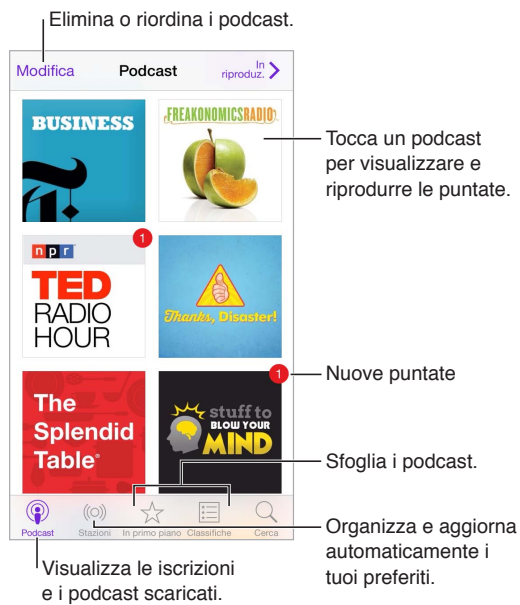 Elimina o riordina i podcast.
Modifica
Podcast
In
riproduz.
BUSINESS
FREAKONOMICSRADIO
Tocca un podcast
per visualizzare e
riprodurre le puntate.
npr
1
TED
RADIO
HOUR
Thanks, Disaster!
Nuove puntate
1
The
Splendid
Table®
stuff to
BLOW YOUR
MIND
Sfoglia i podcast.
Podcast
Stazioni
In primo piano
Classifiche
Cerca
Organizza e aggiorna
automaticamente i
tuoi preferiti.
Visualizza le iscrizioni
e i podcast scaricati.